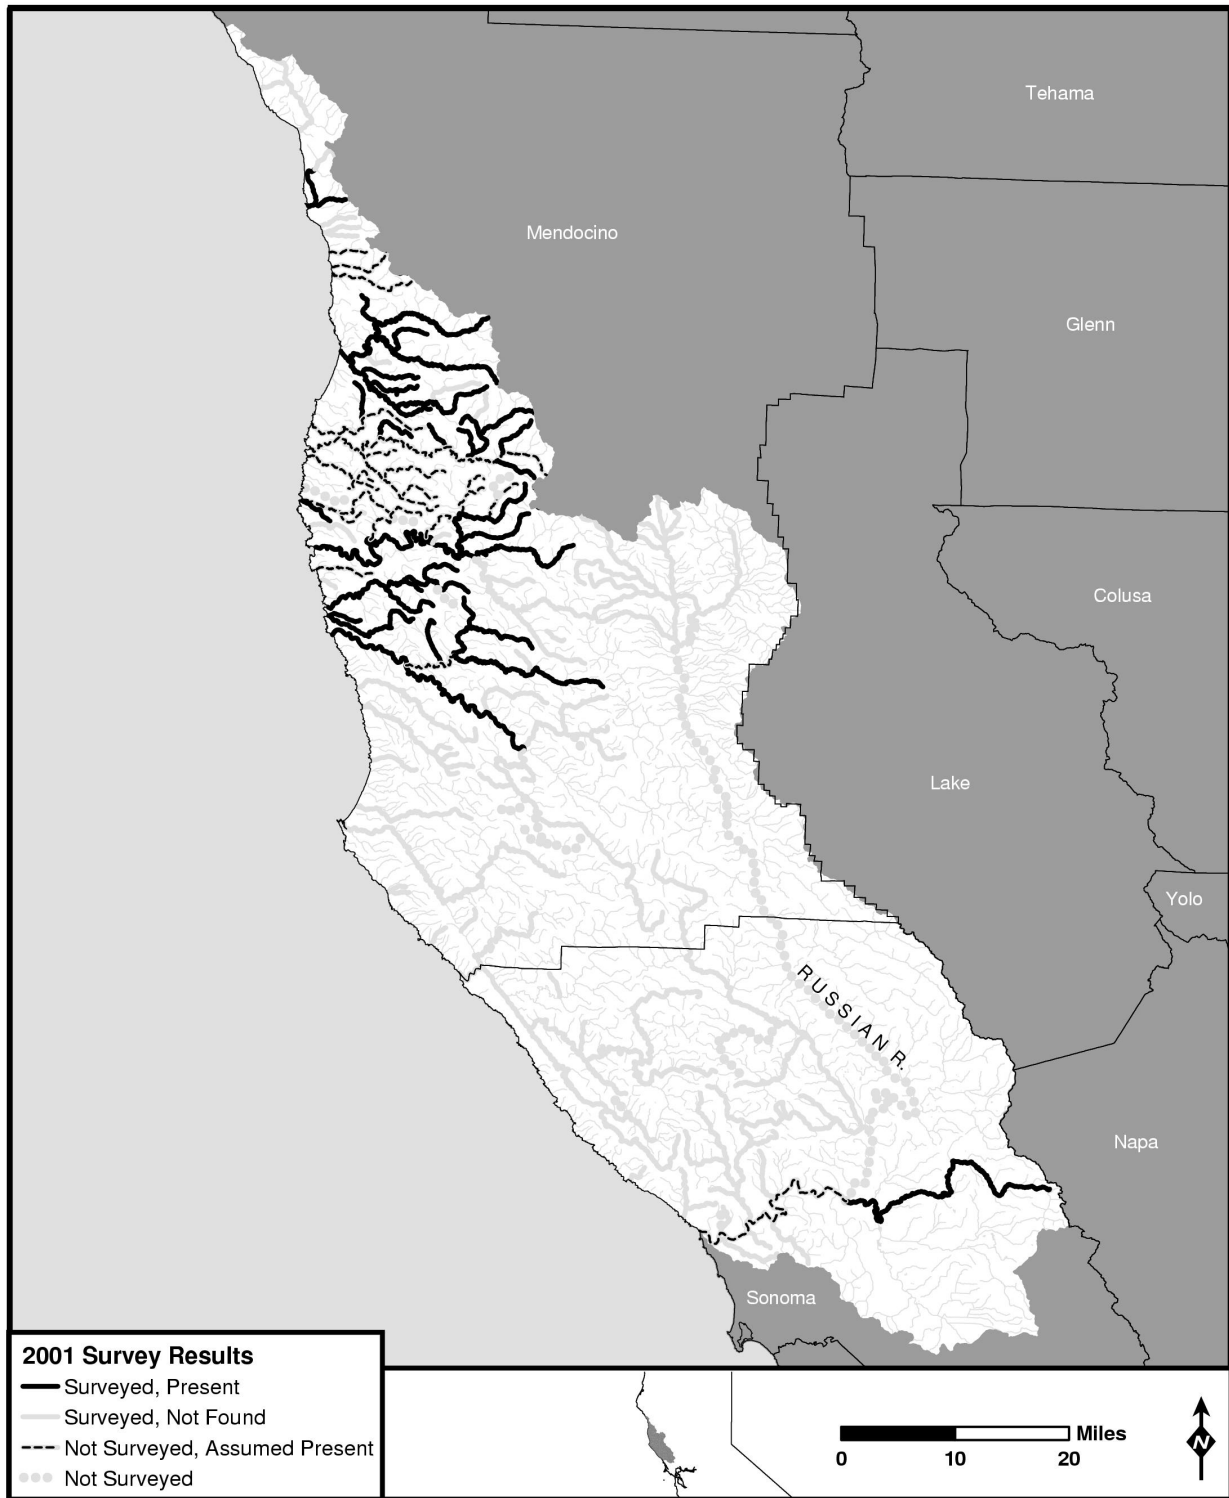 Tehama
Mendocino
Glenn
Colusa
Lake
Yolo
RUSSIAN R.
Napa
Sonoma
2001 Survey Results
Surveyed, Present
Surveyed, Not Found
Not Surveyed, Assumed Present
Not Surveyed
Miles
0 10 20
N